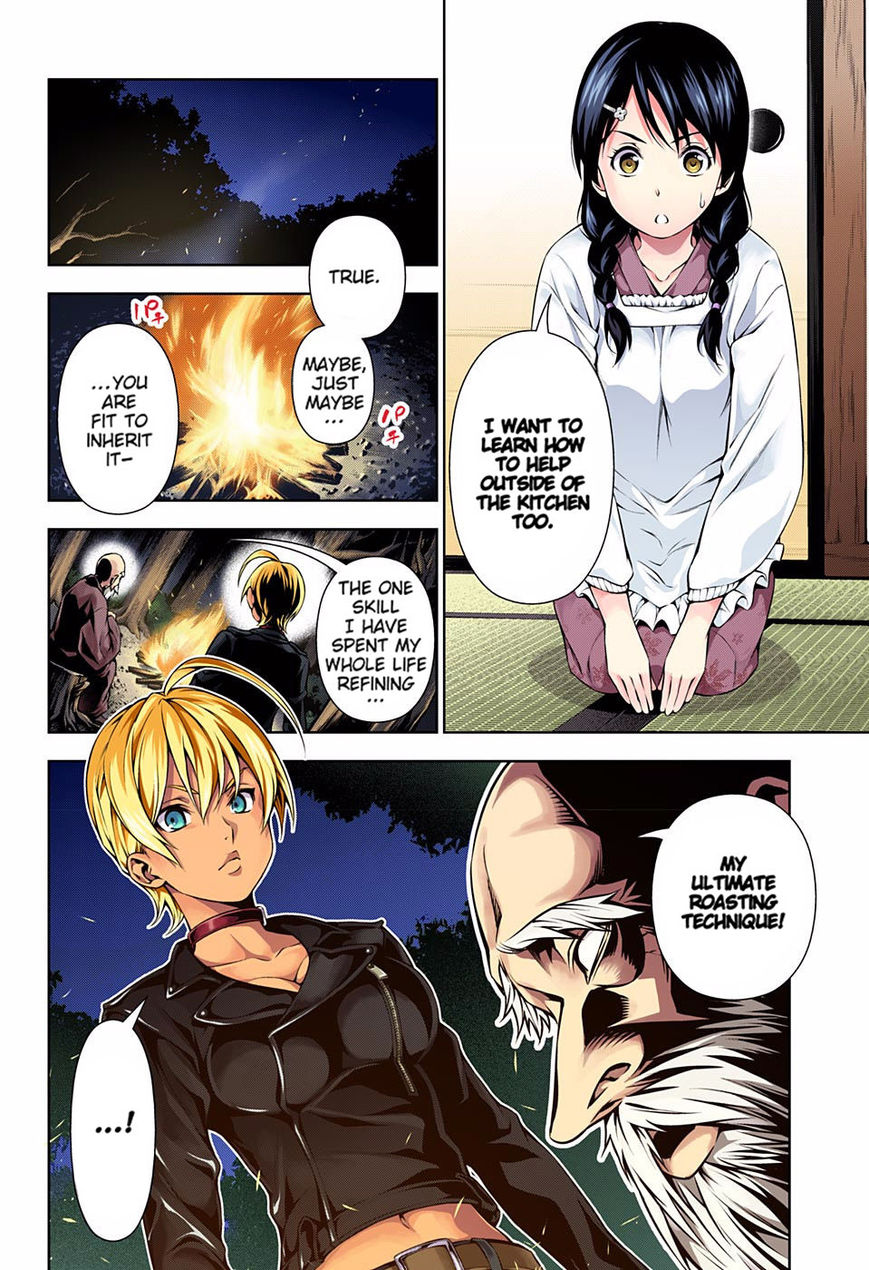 I WANT TO
LEARN HOW
TO HELP
OUTSIDE OF
THE KITCHEN
TOO.
TRUE.
MAYBE,
JUST
MAYBE
...
...YOU
ARE
FIT TO
INHERIT
IT–
THE ONE
SKILL
I HAVE
SPENT MY
WHOLE LIFE
REFINING
...
MY
ULTIMATE
ROASTING
TECHNIQUE!
...!